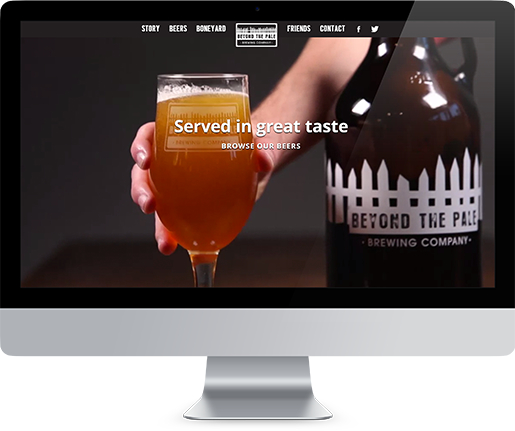 STORY BEERS BONEYARD BEYOND THE PALE FRIENDS CONTACT
BREWING COMPANY
Served in great taste
BROWSE OUR BEERS
BEYOND THE PALE
· BREWING COMPANY ·